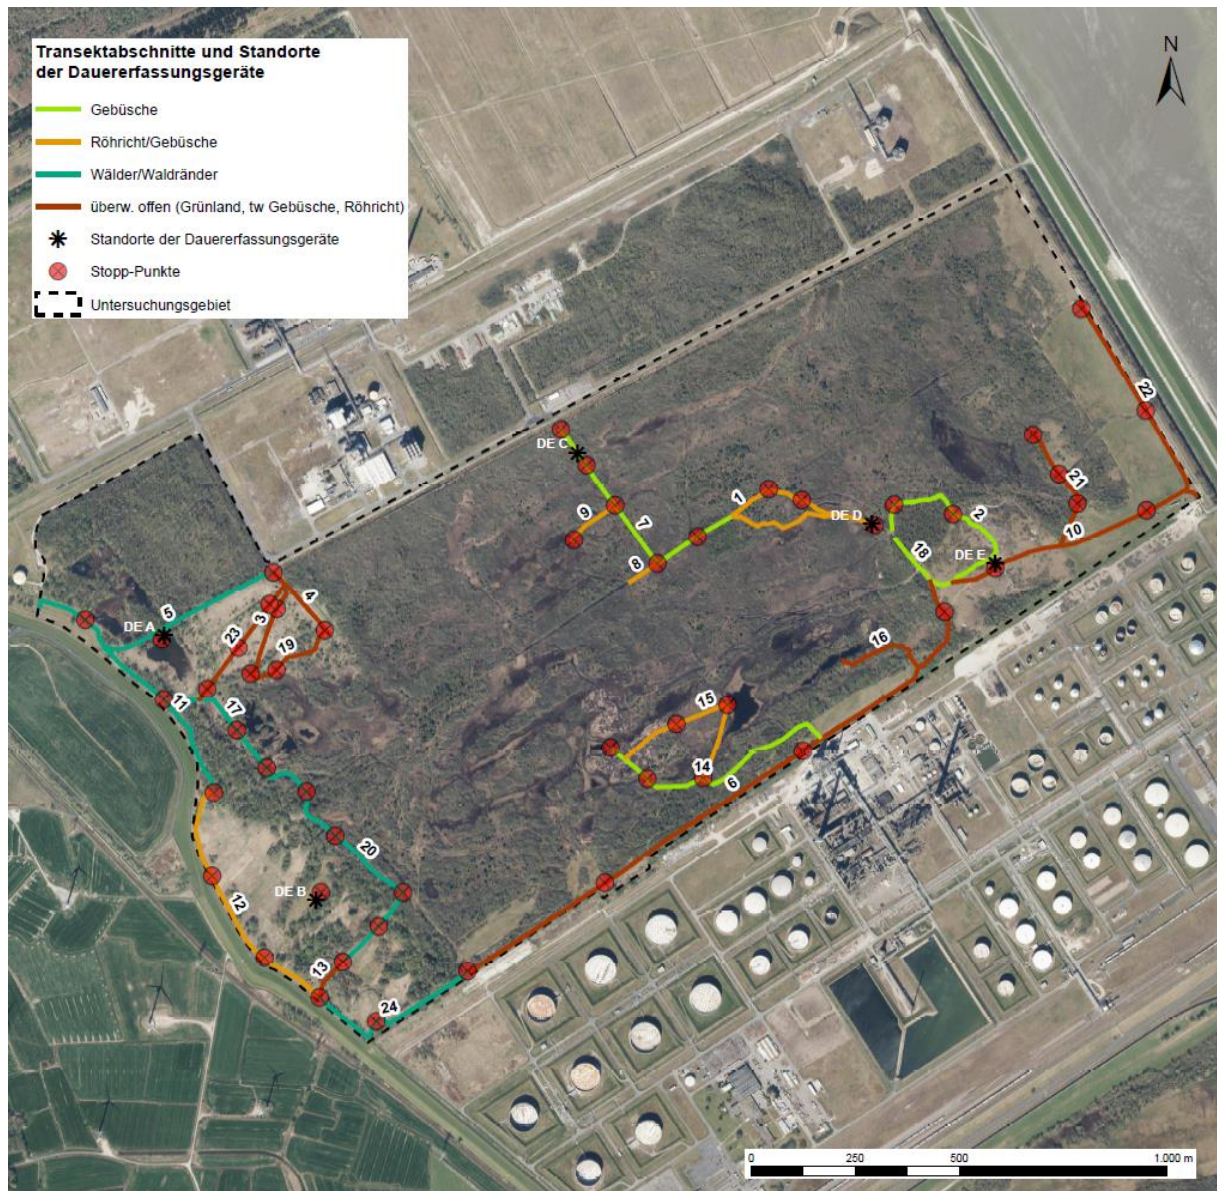 Transektabschnitte und Standorte
der Dauererfassungsgeräte
Gebüsche
Röhricht/Gebüsche
Wälder/Waldränder
überw. offen (Grünland, tw Gebüsche, Röhricht)
Standorte der Dauererfassungsgeräte
Stopp-Punkte
Untersuchungsgebiet
N
22
DE C
21
1
9
7
2
DE D
10
18
8
DE E
4
5
3
DE A
23
19
16
11
17
15
14
6
20
DE B
12
13
24
0 250 500 1.000 m